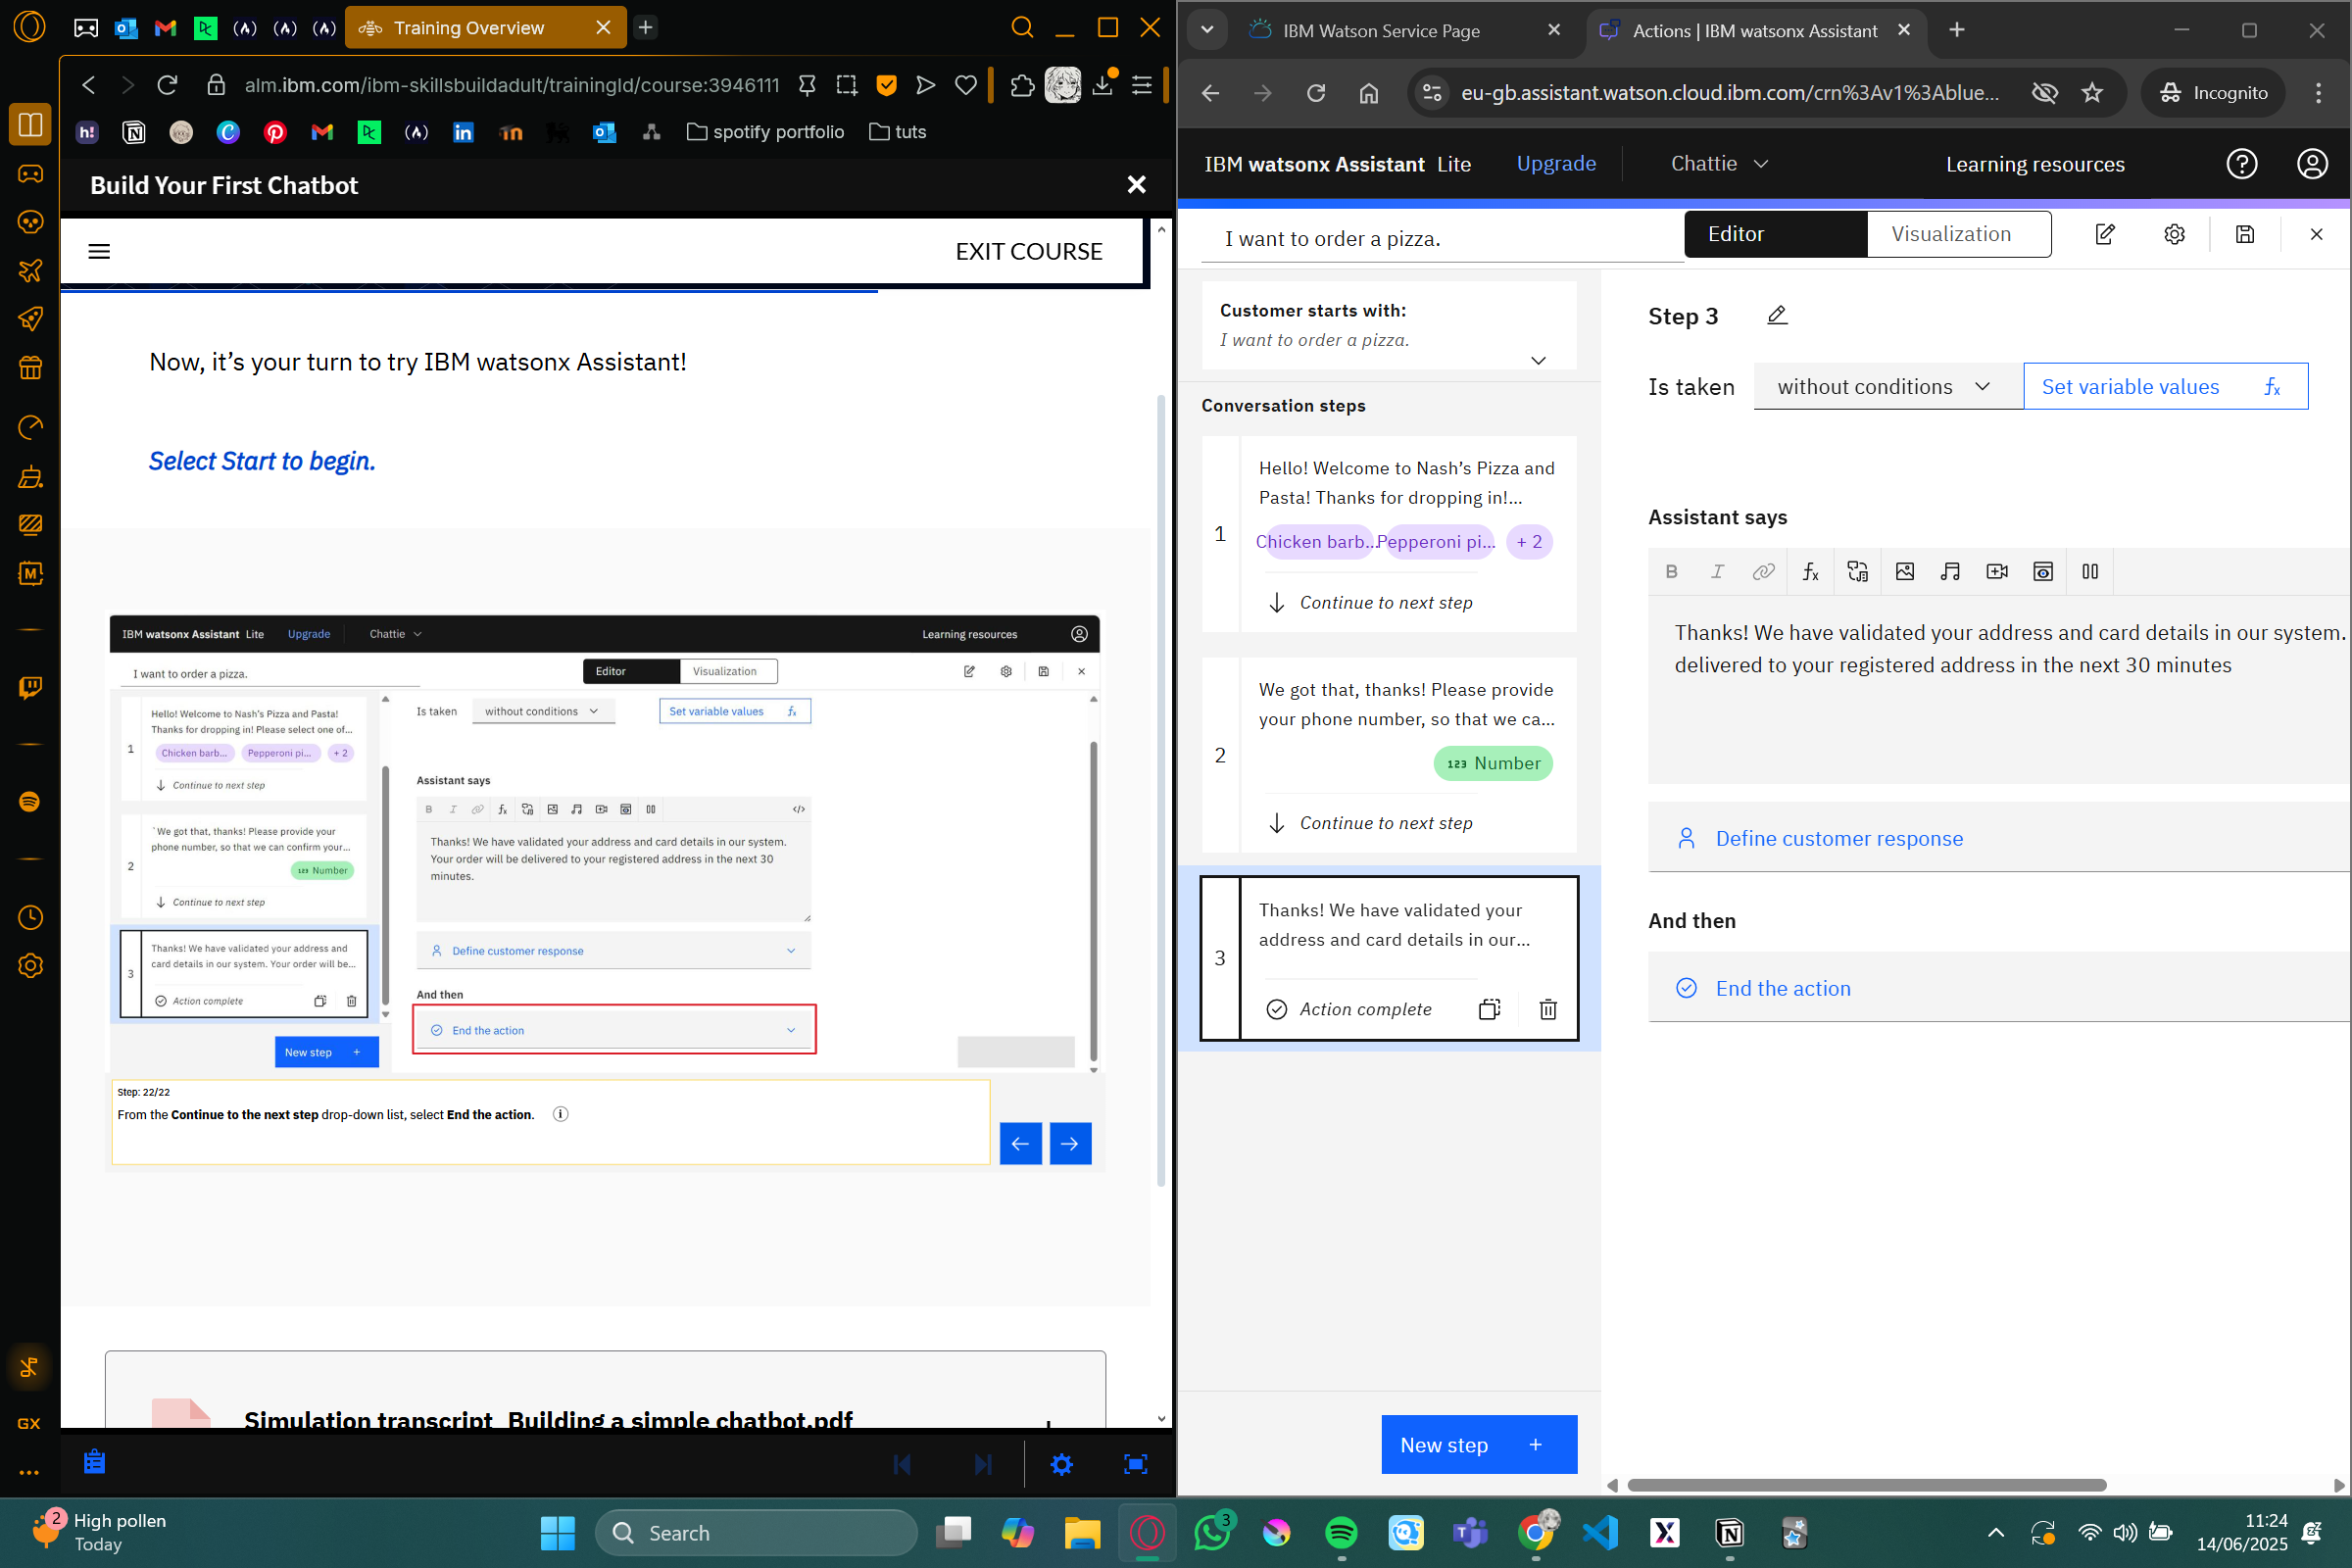 Training Overview
alm.ibm.com/ibm-skillsbuildadult/trainingId/course:3946111
spotify portfolio
tuts
Build Your First Chatbot
EXIT COURSE
Now, it's your turn to try IBM watsonx Assistant!
Select Start to begin.
IBM watsonx Assistant Lite
Upgrade
Chattie
Learning resources
I want to order a pizza.
Editor
Visualization
Hello! Welcome to Nash's Pizza and Pasta!
Thanks for dropping in! Please select one of...
1
Chicken barb...
Pepperoni pi...
+ 2
Continue to next step
`We got that, thanks! Please provide your
phone number, so that we can confirm your...
2
123 Number
Continue to next step
Thanks! We have validated your address and
card details in our system. Your order will be...
3
Action complete
New step +
Is taken
without conditions
Set variable values fx
Assistant says
B I fx </>
Thanks! We have validated your address and card details in our system.
Your order will be delivered to your registered address in the next 30
minutes.
Define customer response
And then
End the action
Step: 22/22
From the Continue to the next step drop-down list, select End the action.
Simulation transcript_Building a simple chatbot.pdf
GX
IBM Watson Service Page
Actions | IBM watsonx Assistant
eu-gb.assistant.watson.cloud.ibm.com/crn%3Av1%3Ablue...
Incognito
IBM watsonx Assistant Lite
Upgrade
Chattie
Learning resources
I want to order a pizza.
Editor
Visualization
Customer starts with:
I want to order a pizza.
Conversation steps
Hello! Welcome to Nash's Pizza and
Pasta! Thanks for dropping in!...
1
Chicken barb...
Pepperoni pi...
+ 2
Continue to next step
We got that, thanks! Please provide
your phone number, so that we ca...
2
123 Number
Continue to next step
Thanks! We have validated your
address and card details in our...
3
Action complete
New step +
Step 3
Is taken
without conditions
Set variable values fx
Assistant says
B I fx
Thanks! We have validated your address and card details in our system.
delivered to your registered address in the next 30 minutes
Define customer response
And then
End the action
2
High pollen
Today
Search
3
11:24
14/06/2025